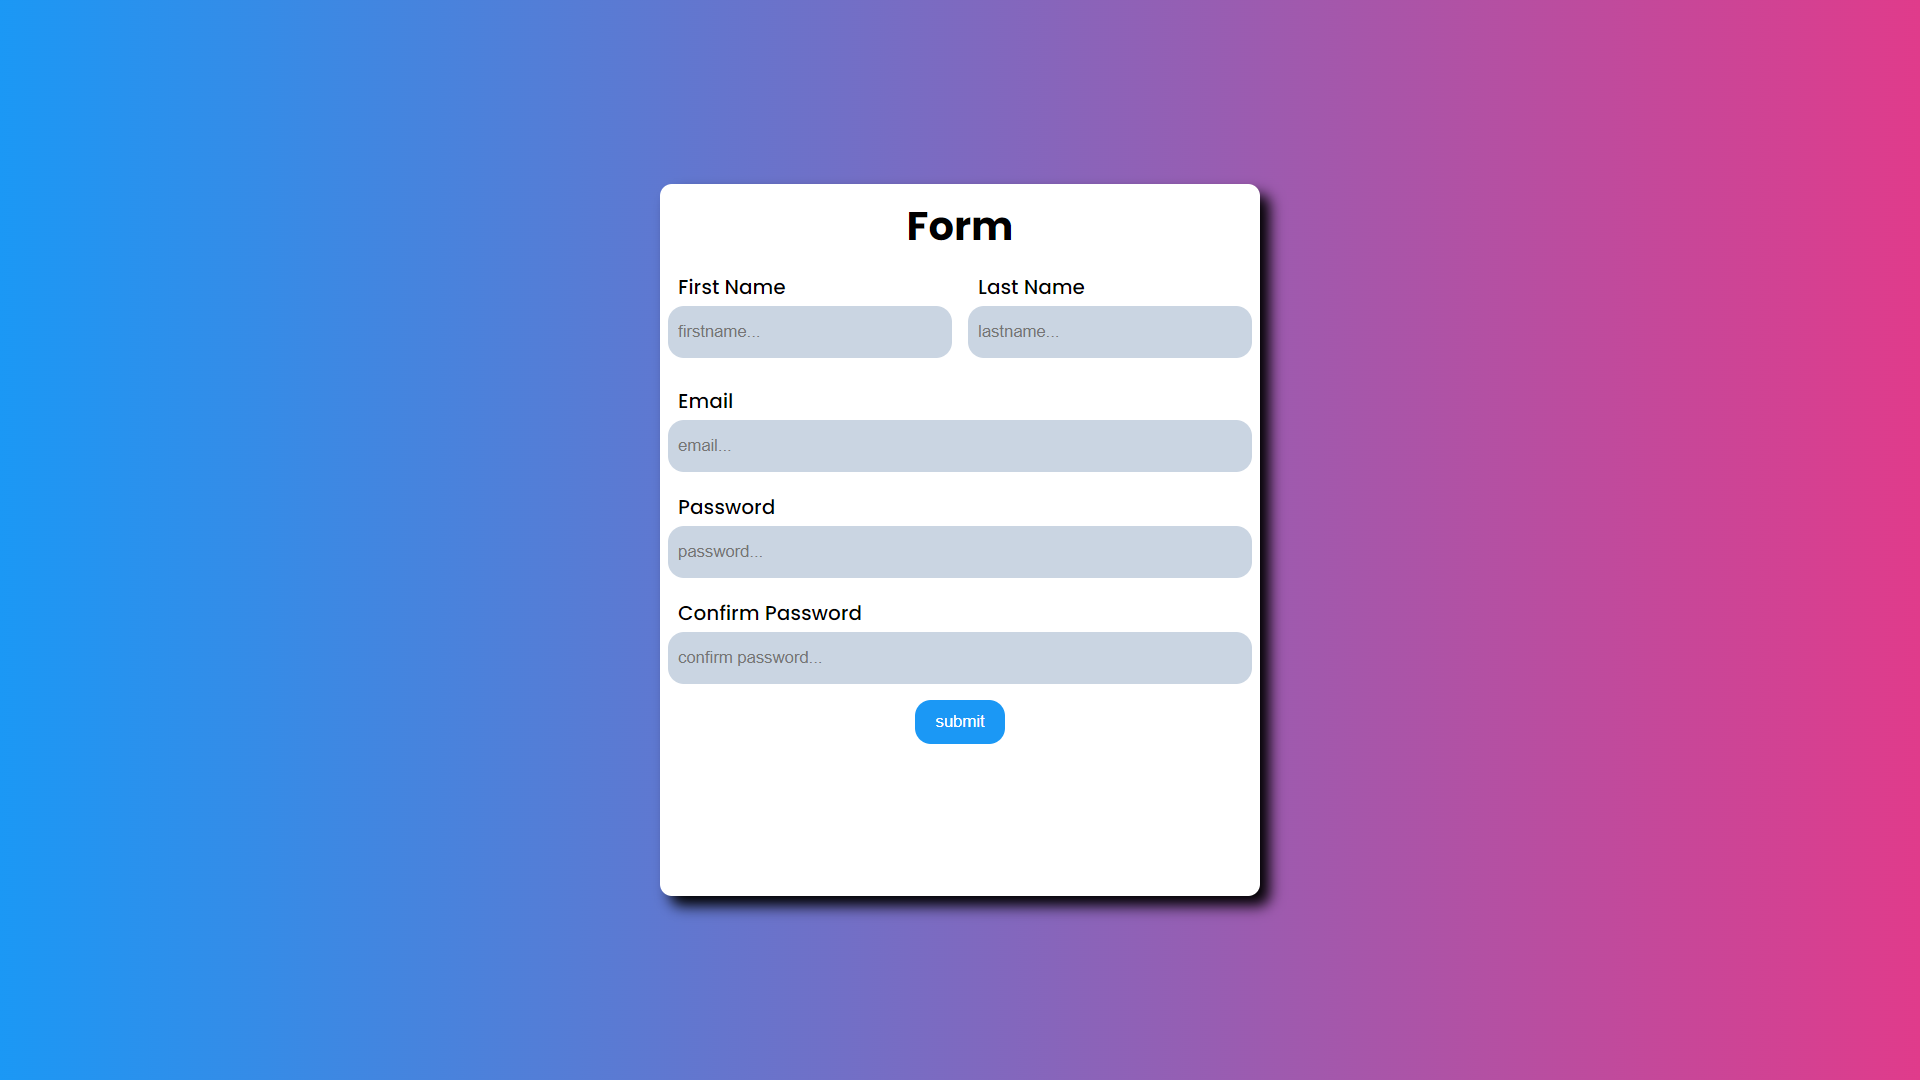 Form
First Name Last Name
firstname... lastname...
Email
email...
Password
password...
Confirm Password
confirm password...
submit